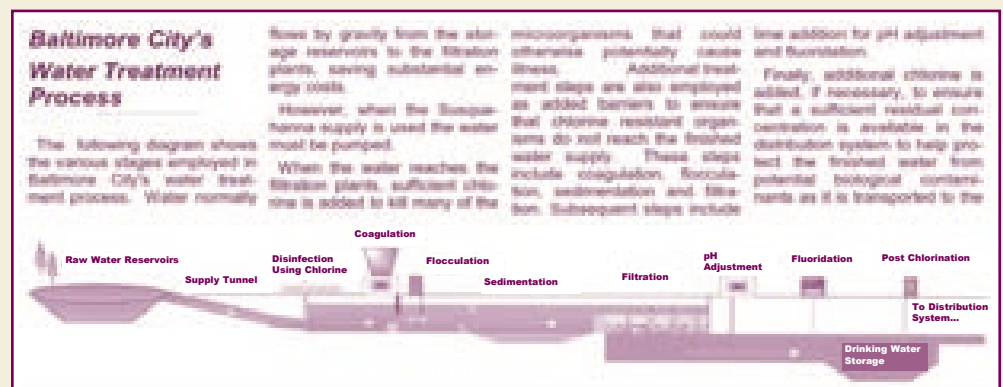 Baltimore City's
Water Treatment
Process
The following diagram shows
the various stages employed in
Baltimore City's water treat-
ment process. Water normally
flows by gravity from the stor-
age reservoirs to the filtration
plants, saving substantial en-
ergy costs.
However, when the Susque-
hanna supply is used the water
must be pumped.
When the water reaches the
filtration plants, sufficient chlo-
rine is added to kill many of the
microorganisms that could
otherwise potentially cause
illness. Additional treat-
ment steps are also employed
as added barriers to ensure
that chlorine resistant organ-
isms do not reach the finished
water supply. These steps
include coagulation, floccula-
tion, sedimentation and filtra-
tion. Subsequent steps include
lime addition for pH adjustment
and fluoridation.
Finally, additional chlorine is
added, if necessary, to ensure
that a sufficient residual con-
centration is available in the
distribution system to help pro-
tect the finished water from
potential biological contami-
nants as it is transported to the
Coagulation
Raw Water Reservoirs
Supply Tunnel
Disinfection
Using Chlorine
Flocculation
Sedimentation
Filtration
pH
Adjustment
Fluoridation
Post Chlorination
To Distribution
System...
Drinking Water
Storage